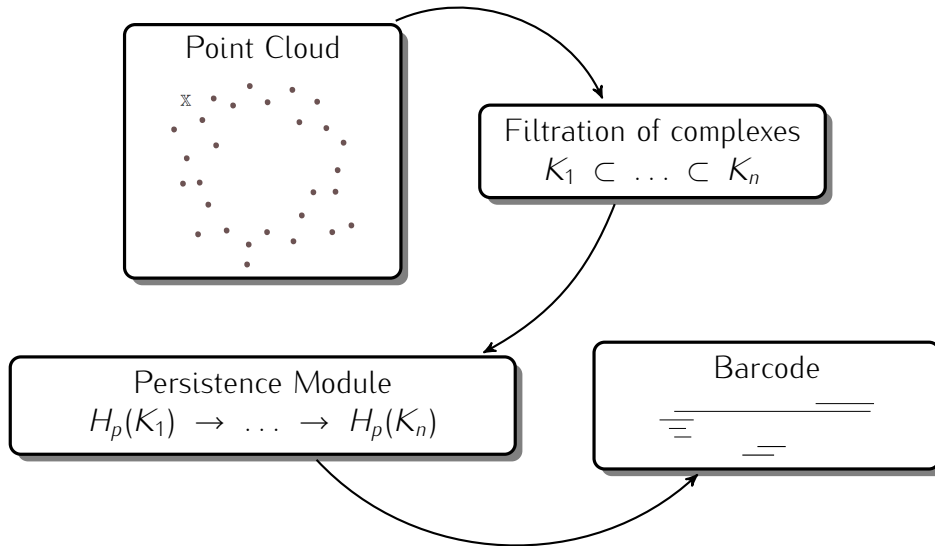 Point Cloud
𝕏
Filtration of complexes
K₁ ⊂ … ⊂ Kₙ
Persistence Module
Hₚ(K₁) → … → Hₚ(Kₙ)
Barcode